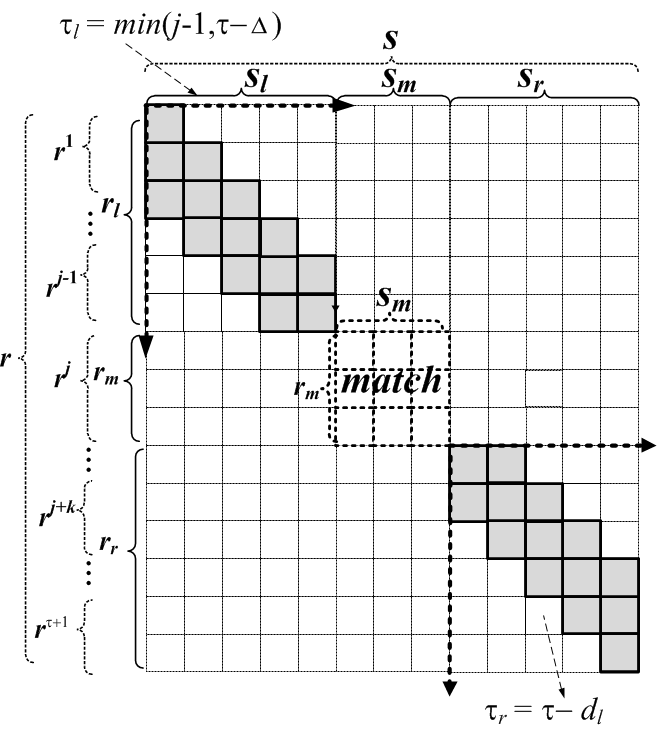 τl = min(j-1,τ−Δ)
s
sl
sm
sr
r1
rl
⋮
rj-1
sm
r
rj
rm
rm
match
⋮
rj+k
rr
⋮
rτ+1
τr = τ− dl